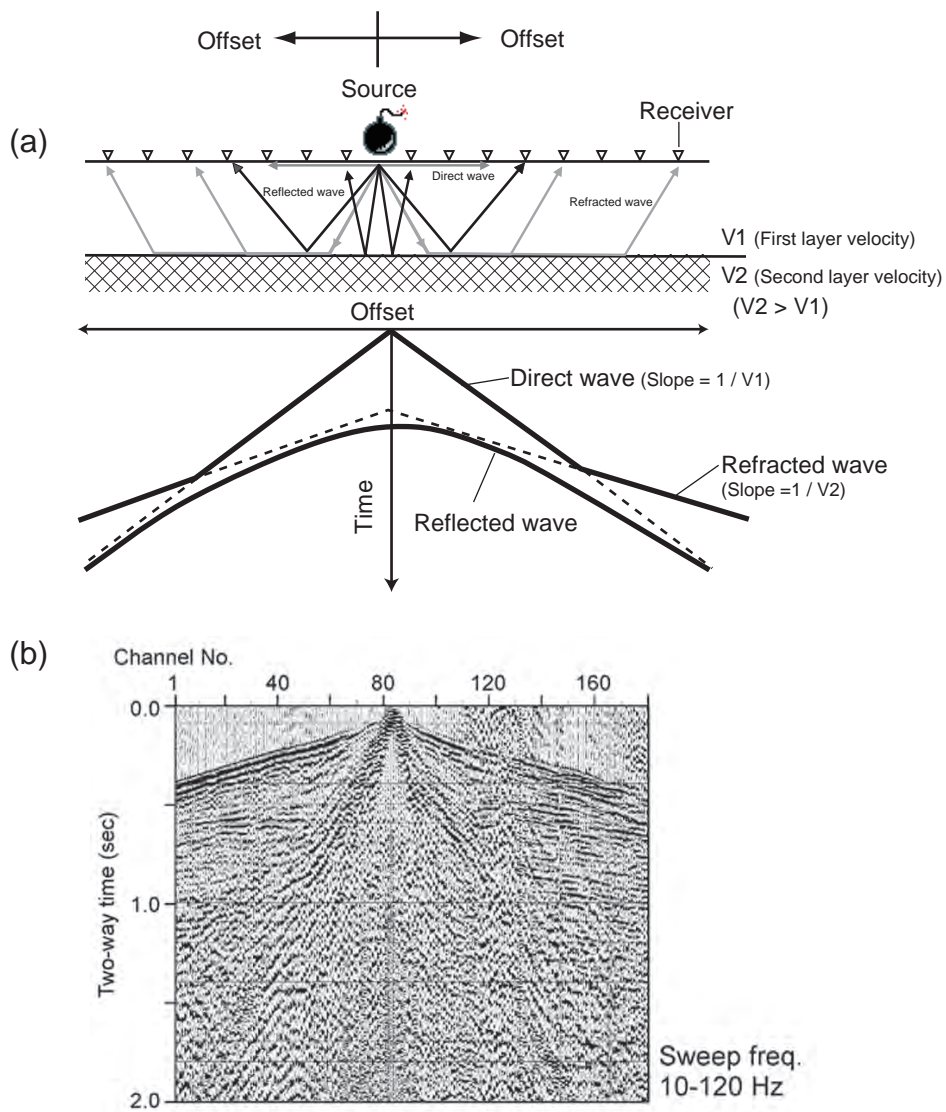 (a)
Offset
Offset
Source
Receiver
Reflected wave
Direct wave
Refracted wave
V1 (First layer velocity)
V2 (Second layer velocity)
(V2 > V1)
Offset
Direct wave (Slope = 1 / V1)
Refracted wave
(Slope =1 / V2)
Reflected wave
Time
(b)
Channel No.
1 40 80 120 160
0.0
1.0
2.0
Two-way time (sec)
Sweep freq.
10-120 Hz